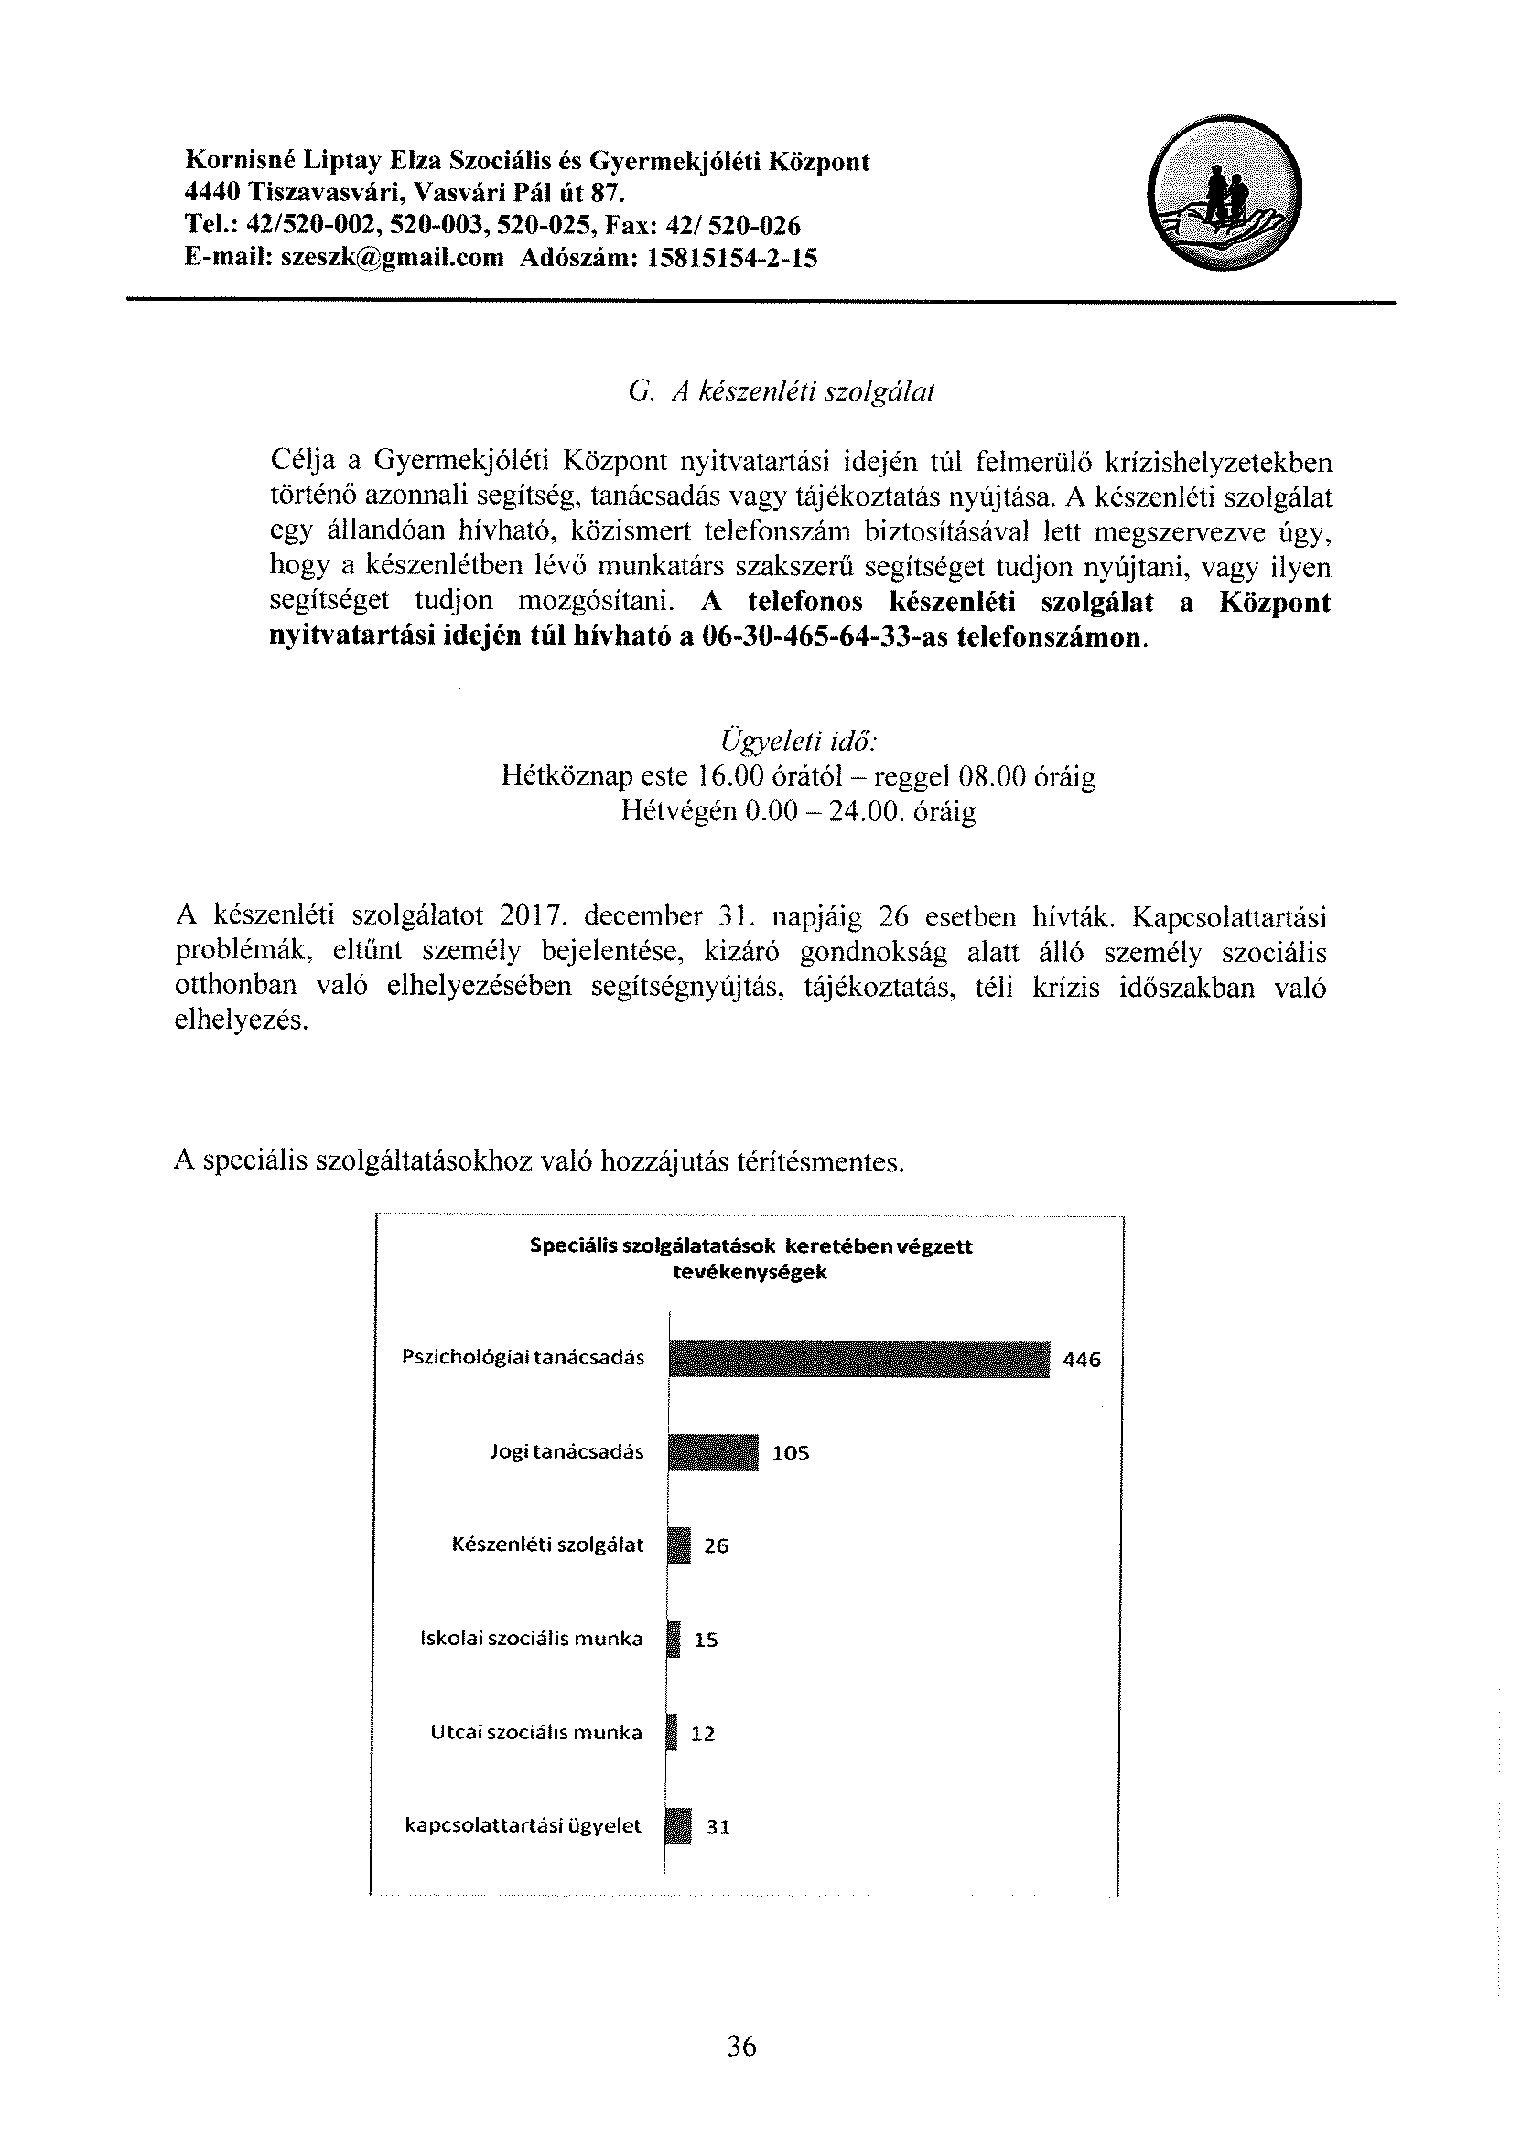 Kornisné Liptay Elza Szociális és Gyermekjóléti Központ
4440 Tiszavasvári, Vasvári Pál út 87.
Tel.: 42/520-002, 520-003, 520-025, Fax: 42/ 520-026
E-mail: szeszk@gmail.com Adószám: 15815154-2-15
G. A készenléti szolgálat
Célja a Gyermekjóléti Központ nyitvatartási idején túl felmerülő krízishelyzetekben
történő azonnali segítség, tanácsadás vagy tájékoztatás nyújtása. A készenléti szolgálat
egy állandóan hívható, közismert telefonszám biztosításával lett megszervezve úgy,
hogy a készenlétben lévő munkatárs szakszerű segítséget tudjon nyújtani, vagy ilyen
segítséget tudjon mozgósítani. A telefonos készenléti szolgálat a Központ
nyitvatartási idején túl hívható a 06-30-465-64-33-as telefonszámon.
Ügyeleti idő:
Hétköznap este 16.00 órától – reggel 08.00 óráig
Hétvégén 0.00 – 24.00. óráig
A készenléti szolgálatot 2017. december 31. napjáig 26 esetben hívták. Kapcsolattartási
problémák, eltűnt személy bejelentése, kizáró gondnokság alatt álló személy szociális
otthonban való elhelyezésében segítségnyújtás, tájékoztatás, téli krízis időszakban való
elhelyezés.
A speciális szolgáltatásokhoz való hozzájutás térítésmentes.
Speciális szolgálatatások keretében végzett
tevékenységek
Pszichológiai tanácsadás 446
Jogi tanácsadás 105
Készenléti szolgálat 26
Iskolai szociális munka 15
Utcai szociális munka 12
kapcsolattartási ügyelet 31
36